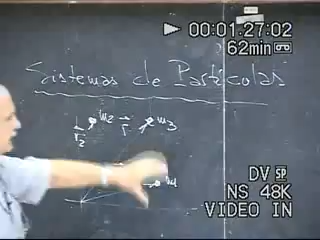 00:01:27:02
62min
Sistemas de Partículas
m2 r m3
r2
m1
DV SP
NS 48K
VIDEO IN